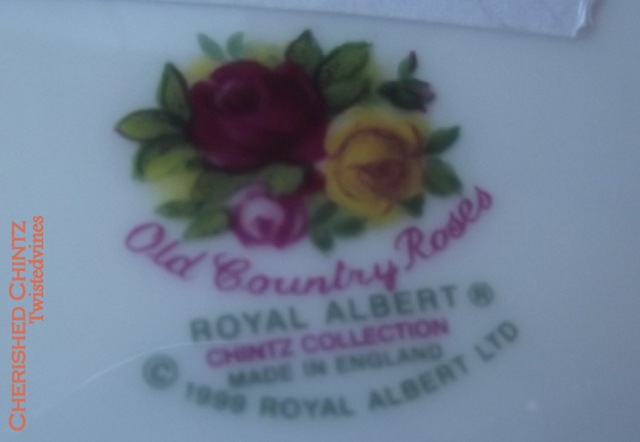 Old Country Roses
ROYAL ALBERT ®
CHINTZ COLLECTION
MADE IN ENGLAND
© 1999 ROYAL ALBERT LTD
CHERISHED CHINTZ
Twistedvines